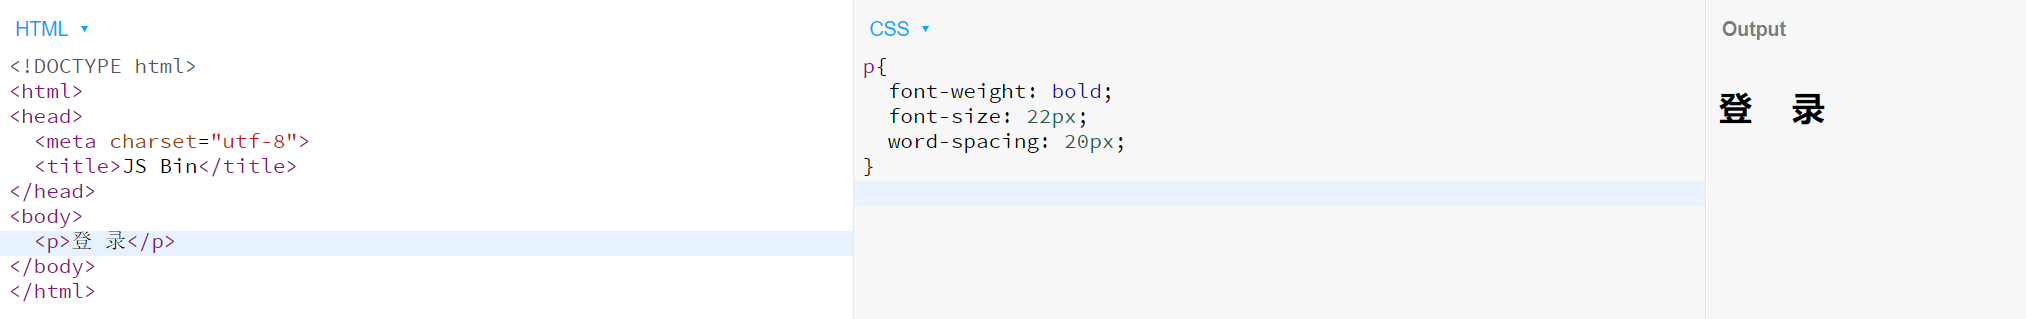 HTML ▾
<!DOCTYPE html>
<html>
<head>
  <meta charset="utf-8">
  <title>JS Bin</title>
</head>
<body>
  <p>登 录</p>
</body>
</html>
CSS ▾
p{
  font-weight: bold;
  font-size: 22px;
  word-spacing: 20px;
}
Output
登 录